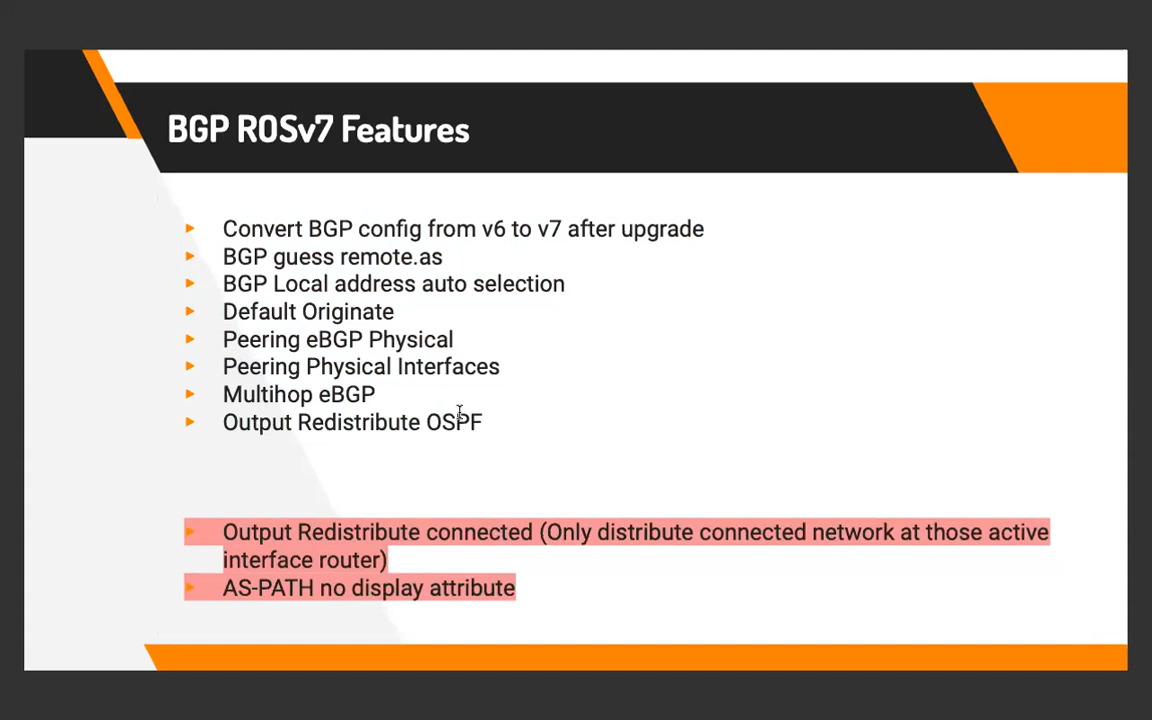 BGP ROSv7 Features
Convert BGP config from v6 to v7 after upgrade
BGP guess remote.as
BGP Local address auto selection
Default Originate
Peering eBGP Physical
Peering Physical Interfaces
Multihop eBGP
Output Redistribute OSPF
Output Redistribute connected (Only distribute connected network at those active
interface router)
AS-PATH no display attribute